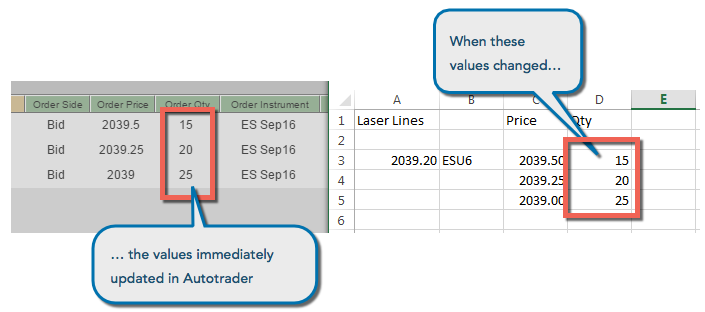 When these
values changed…
Order Side Order Price Order Qty Order Instrument
Bid 2039.5 15 ES Sep16
Bid 2039.25 20 ES Sep16
Bid 2039 25 ES Sep16
… the values immediately
updated in Autotrader
A B C D E
1 Laser Lines Price Qty
2
3 2039.20 ESU6 2039.50 15
4 2039.25 20
5 2039.00 25
6